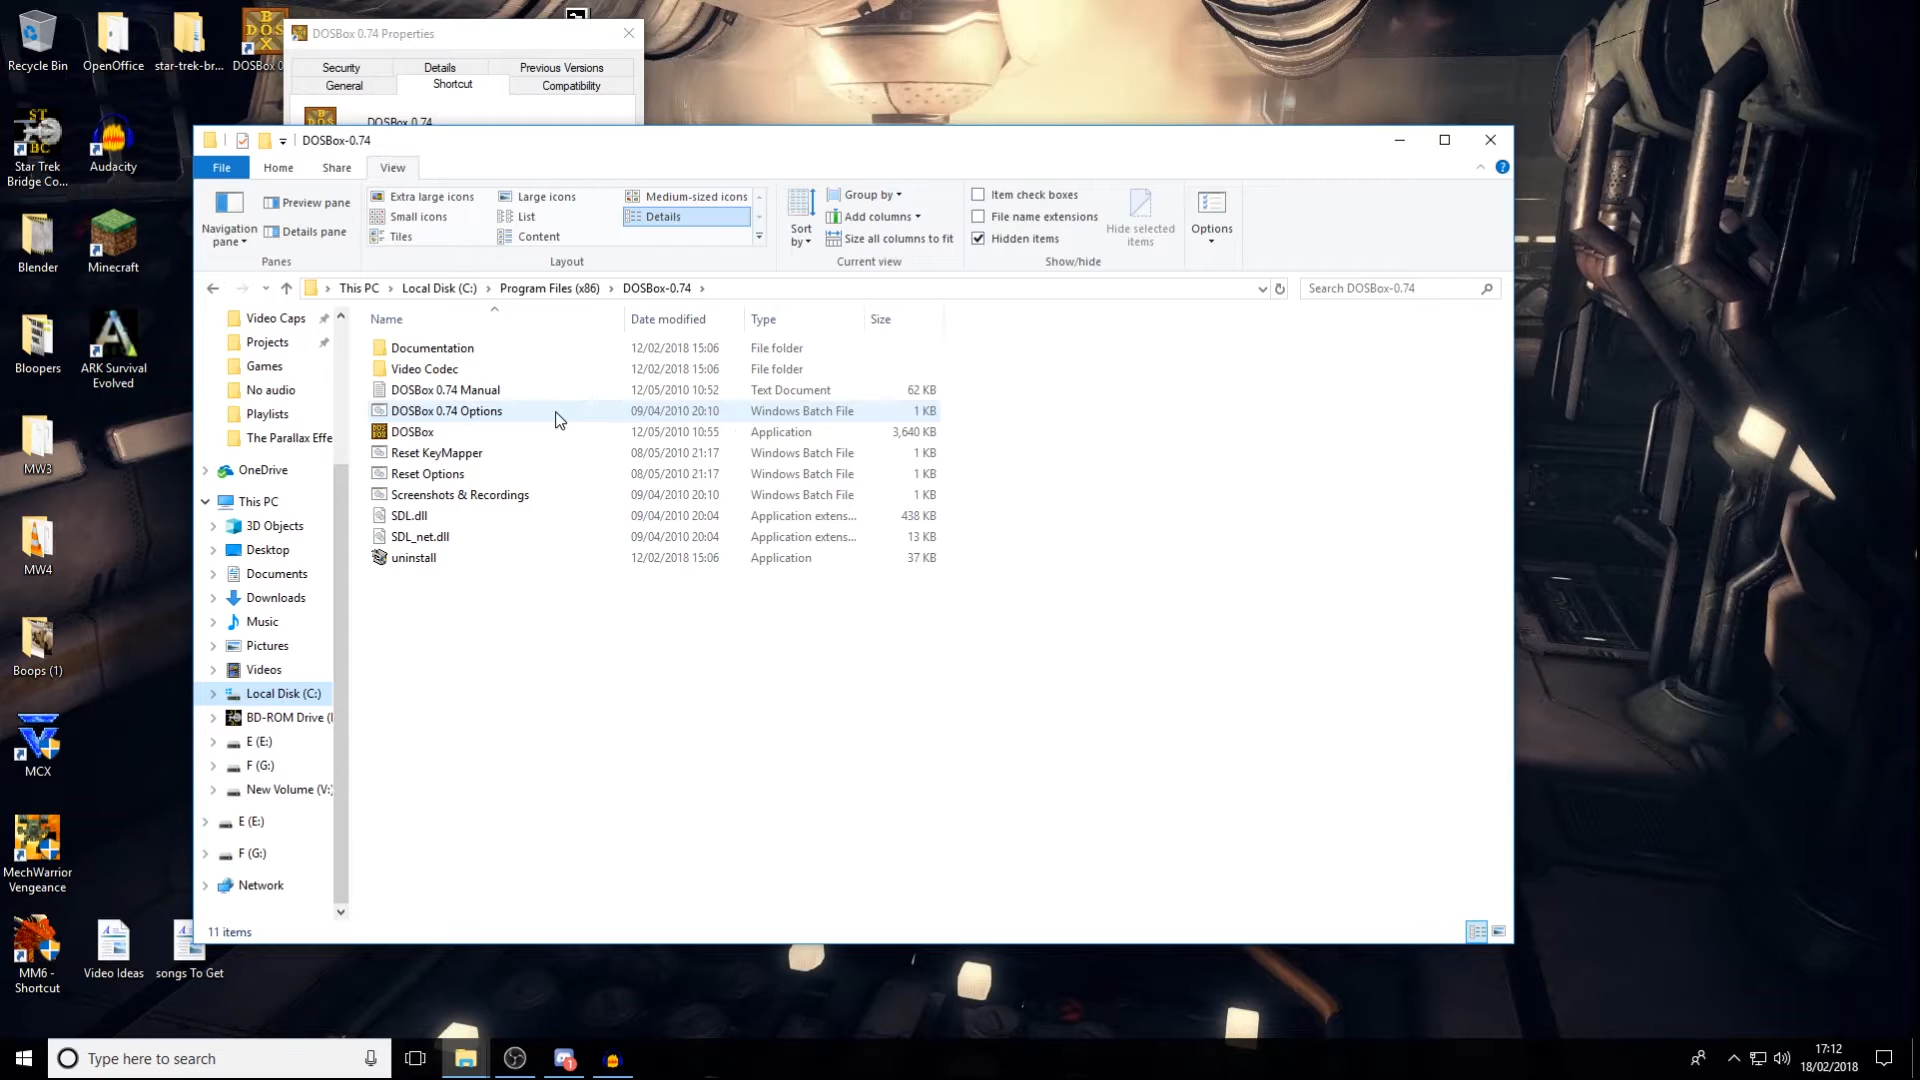 Recycle Bin
OpenOffice
star-trek-br...
DOSBox 0
Star Trek
Bridge Co...
Audacity
Blender
Minecraft
Bloopers
ARK Survival
Evolved
MW3
MW4
Boops (1)
MCX
MechWarrior
Vengeance
MM6 -
Shortcut
Video Ideas
songs To Get
DOSBox 0.74 Properties
Security
Details
Previous Versions
General
Shortcut
Compatibility
DOSBox 0.74
DOSBox-0.74
File
Home
Share
View
Navigation
pane
Preview pane
Details pane
Panes
Extra large icons
Large icons
Medium-sized icons
Small icons
List
Details
Tiles
Content
Layout
Sort
by
Group by
Add columns
Size all columns to fit
Current view
Item check boxes
File name extensions
Hidden items
Hide selected
items
Show/hide
Options
This PC
Local Disk (C:)
Program Files (x86)
DOSBox-0.74
Search DOSBox-0.74
Video Caps
Projects
Games
No audio
Playlists
The Parallax Effe
OneDrive
This PC
3D Objects
Desktop
Documents
Downloads
Music
Pictures
Videos
Local Disk (C:)
BD-ROM Drive (
E (E:)
F (G:)
New Volume (V:)
E (E:)
F (G:)
Network
Name Date modified Type Size
Documentation 12/02/2018 15:06 File folder
Video Codec 12/02/2018 15:06 File folder
DOSBox 0.74 Manual 12/05/2010 10:52 Text Document 62 KB
DOSBox 0.74 Options 09/04/2010 20:10 Windows Batch File 1 KB
DOSBox 12/05/2010 10:55 Application 3,640 KB
Reset KeyMapper 08/05/2010 21:17 Windows Batch File 1 KB
Reset Options 08/05/2010 21:17 Windows Batch File 1 KB
Screenshots & Recordings 09/04/2010 20:10 Windows Batch File 1 KB
SDL.dll 09/04/2010 20:04 Application extens... 438 KB
SDL_net.dll 09/04/2010 20:04 Application extens... 13 KB
uninstall 12/02/2018 15:06 Application 37 KB
11 items
Type here to search
17:12
18/02/2018